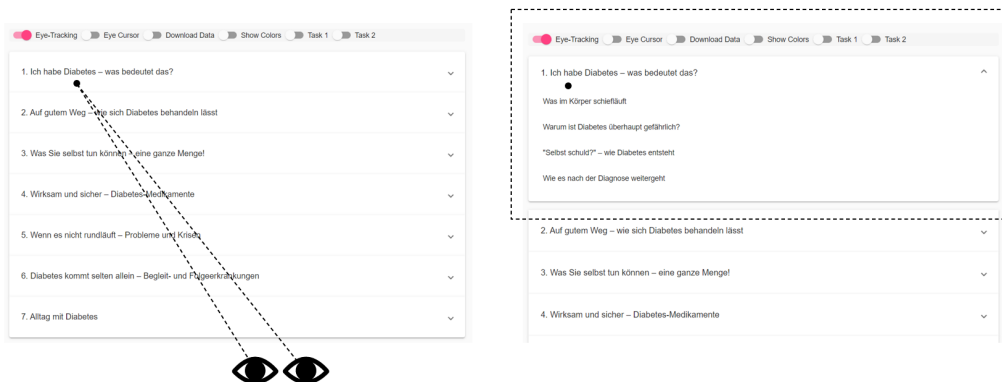 Eye-Tracking Eye Cursor Download Data Show Colors Task 1 Task 2
1. Ich habe Diabetes – was bedeutet das?
2. Auf gutem Weg – wie sich Diabetes behandeln lässt
3. Was Sie selbst tun können – eine ganze Menge!
4. Wirksam und sicher – Diabetes-Medikamente
5. Wenn es nicht rundläuft – Probleme und Krisen
6. Diabetes kommt selten allein – Begleit- und Folgeerkrankungen
7. Alltag mit Diabetes
Eye-Tracking Eye Cursor Download Data Show Colors Task 1 Task 2
1. Ich habe Diabetes – was bedeutet das?
Was im Körper schiefläuft
Warum ist Diabetes überhaupt gefährlich?
"Selbst schuld?" – wie Diabetes entsteht
Wie es nach der Diagnose weitergeht
2. Auf gutem Weg – wie sich Diabetes behandeln lässt
3. Was Sie selbst tun können – eine ganze Menge!
4. Wirksam und sicher – Diabetes-Medikamente